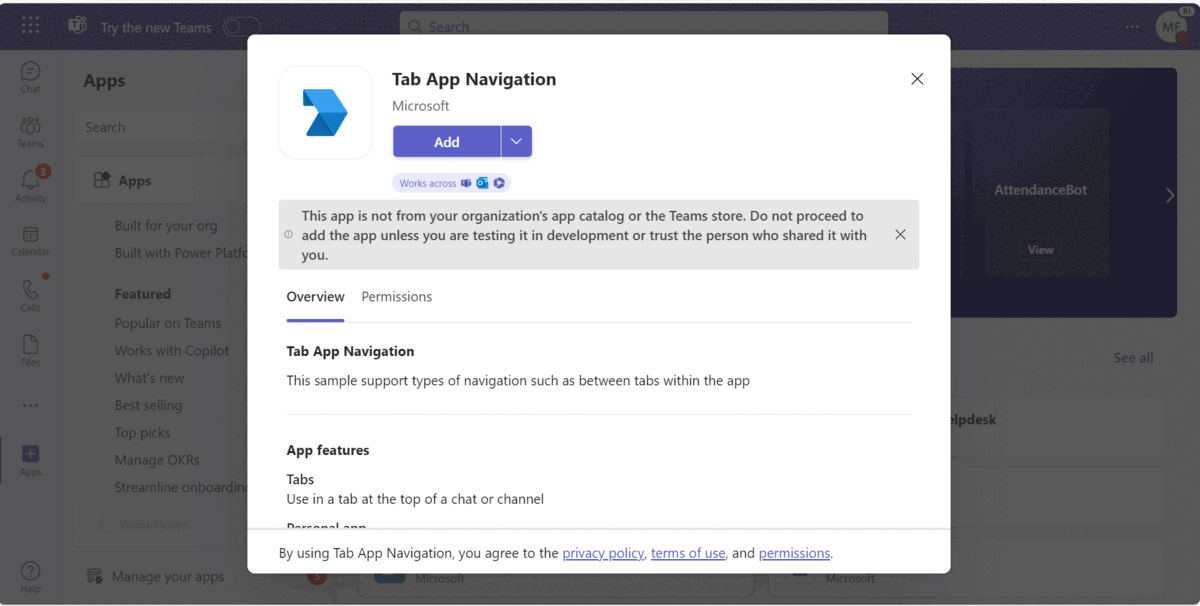 Try the new Teams
Search
R1
MF
Chat
Teams
3
Activity
Calendar
Calls
Files
Apps
Help
Apps
Search
Apps
Built for your org
Built with Power Platfo
Featured
Popular on Teams
Works with Copilot
What's new
Best selling
Top picks
Manage OKRs
Streamline onboarding
Workflows
Manage your apps
3
Tab App Navigation
Microsoft
Add
Works across
This app is not from your organization's app catalog or the Teams store. Do not proceed to
add the app unless you are testing it in development or trust the person who shared it with
you.
Overview Permissions
Tab App Navigation
This sample support types of navigation such as between tabs within the app
App features
Tabs
Use in a tab at the top of a chat or channel
Personal app
By using Tab App Navigation, you agree to the privacy policy, terms of use, and permissions.
AttendanceBot
View
See all
elpdesk
Microsoft
Microsoft